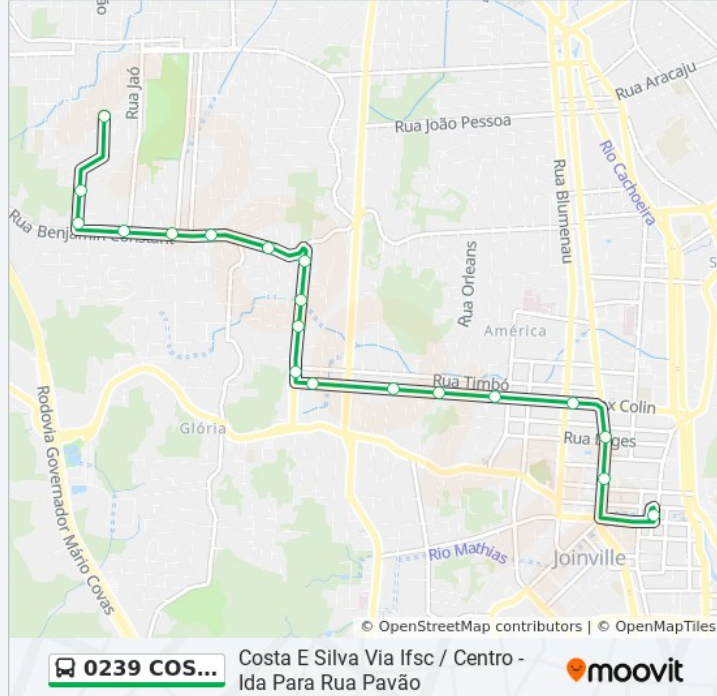 ão
Rua Jaó
Rua Aracaju
Rua João Pessoa
Rio Cachoeira
Rua Blumenau
Rua Benjamin Constant
Rua Orleans
S
América
Rua Timbó
x Colin
Rua Lages
Glória
Rodovia Governador Mário Covas
Rio Mathias
Joinville
© OpenStreetMap contributors | © OpenMapTiles
0239 COS...
Costa E Silva Via Ifsc / Centro -
Ida Para Rua Pavão
moovit